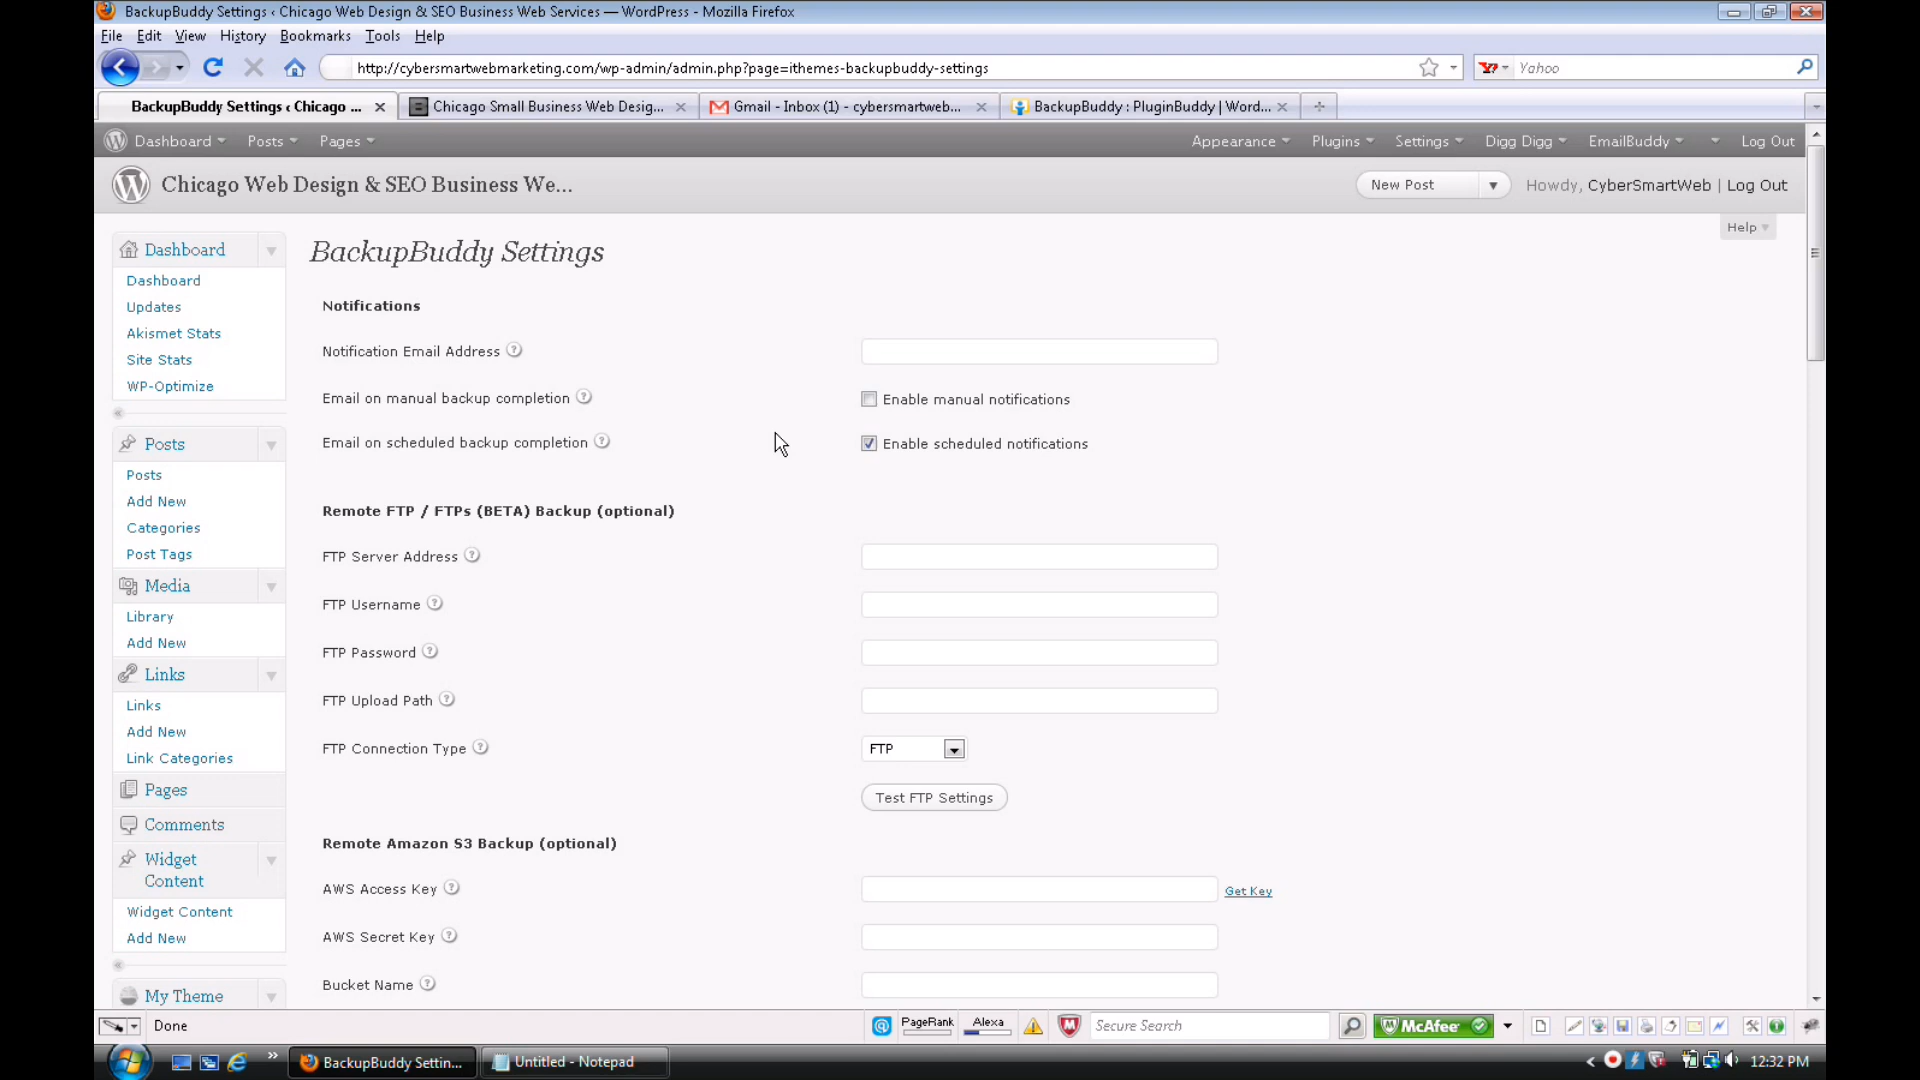 BackupBuddy Settings ‹ Chicago Web Design & SEO Business Web Services — WordPress - Mozilla Firefox
File Edit View History Bookmarks Tools Help
http://cybersmartwebmarketing.com/wp-admin/admin.php?page=ithemes-backupbuddy-settings
Yahoo
BackupBuddy Settings ‹ Chicago ...
Chicago Small Business Web Desig...
Gmail - Inbox (1) - cybersmartweb...
BackupBuddy : PluginBuddy | Word...
Dashboard Posts Pages Appearance Plugins Settings Digg Digg EmailBuddy Log Out
Chicago Web Design & SEO Business We...
New Post
Howdy, CyberSmartWeb | Log Out
Help
Dashboard
Dashboard
Updates
Akismet Stats
Site Stats
WP-Optimize
Posts
Posts
Add New
Categories
Post Tags
Media
Library
Add New
Links
Links
Add New
Link Categories
Pages
Comments
Widget
Content
Widget Content
Add New
My Theme
BackupBuddy Settings
Notifications
Notification Email Address ?
Email on manual backup completion ? Enable manual notifications
Email on scheduled backup completion ? Enable scheduled notifications
Remote FTP / FTPs (BETA) Backup (optional)
FTP Server Address ?
FTP Username ?
FTP Password ?
FTP Upload Path ?
FTP Connection Type ? FTP
Test FTP Settings
Remote Amazon S3 Backup (optional)
AWS Access Key ? Get Key
AWS Secret Key ?
Bucket Name ?
Done
PageRank
Alexa
Secure Search
McAfee
BackupBuddy Settin...
Untitled - Notepad
12:32 PM